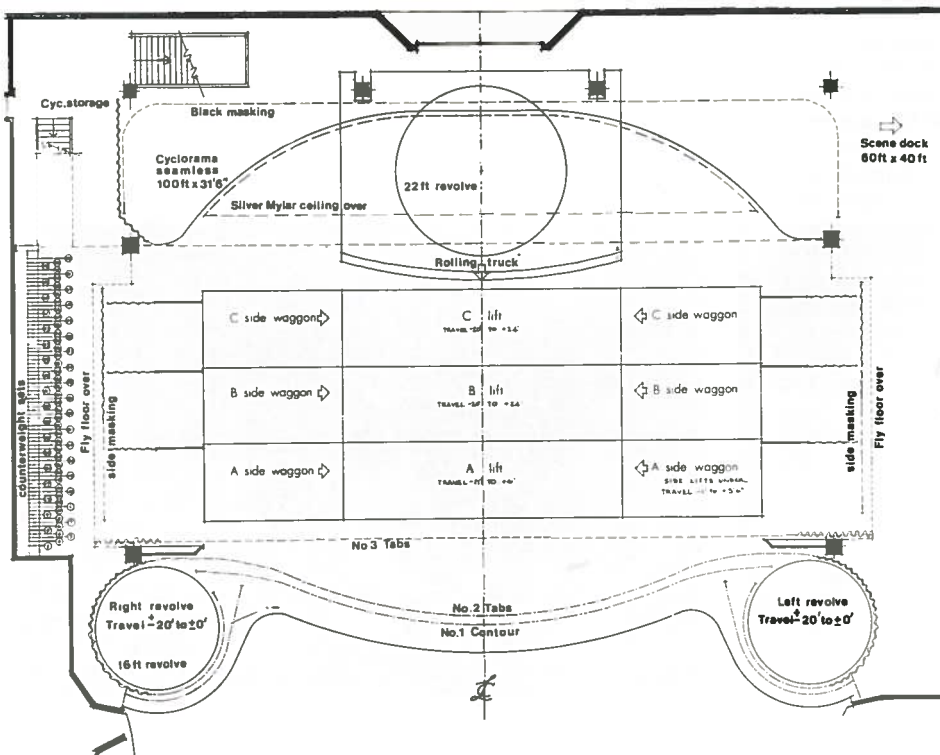 Cyc.storage
Black masking
Cyclorama
seamless
100ft x 31'6"
Silver Mylar ceiling over
22ft revolve
Scene dock
60ft x 40ft
Rolling truck
C side waggon
C lift
C side waggon
B side waggon
B lift
B side waggon
A side waggon
A lift
A side waggon
SIDE LIFTS UNDER
counterweight sets
Fly floor over
side masking
side masking
Fly floor over
No 3 Tabs
No.2 Tabs
No.1 Contour
Right revolve
Travel -20' to ±0'
16ft revolve
Left revolve
Travel -20' to ±0'